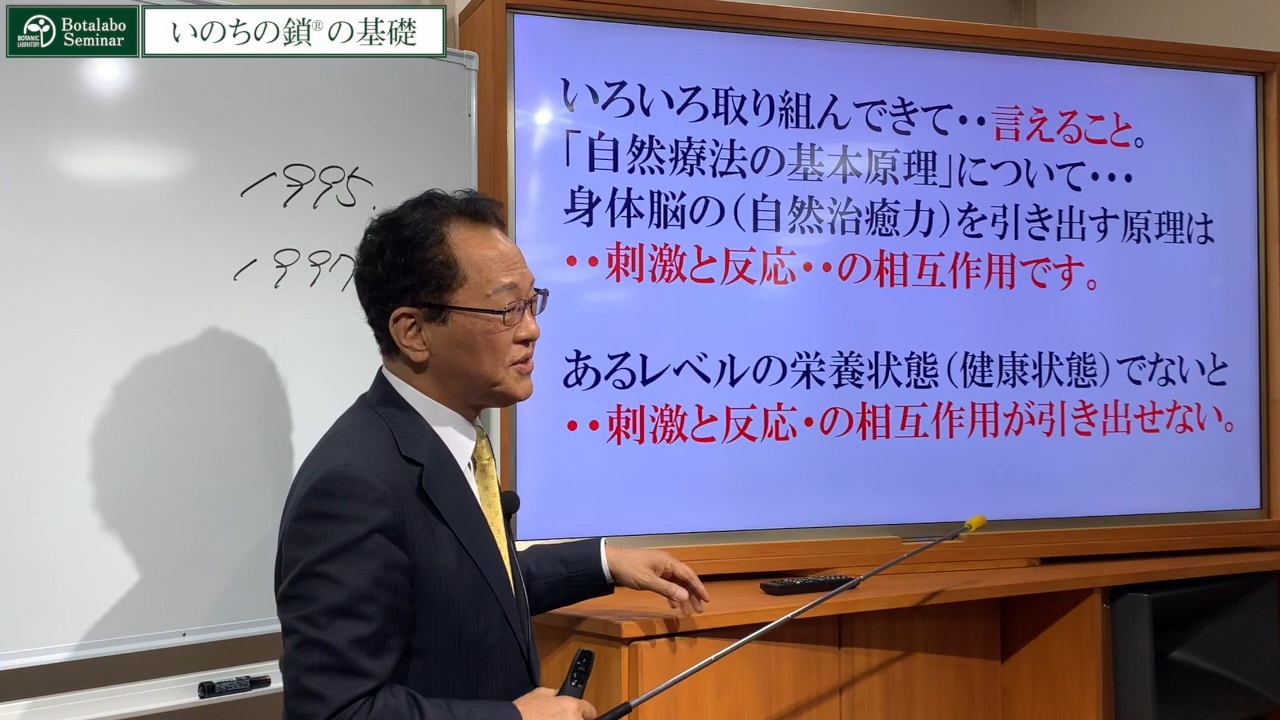 Botalabo
Seminar
BOTANIC
LABORATORY
いのちの鎖®の基礎
1995.
1997
いろいろ取り組んできて・・言えること。
「自然療法の基本原理」について・・・
身体脳の(自然治癒力)を引き出す原理は
・・刺激と反応・・の相互作用です。
あるレベルの栄養状態(健康状態)でないと
・・刺激と反応・の相互作用が引き出せない。